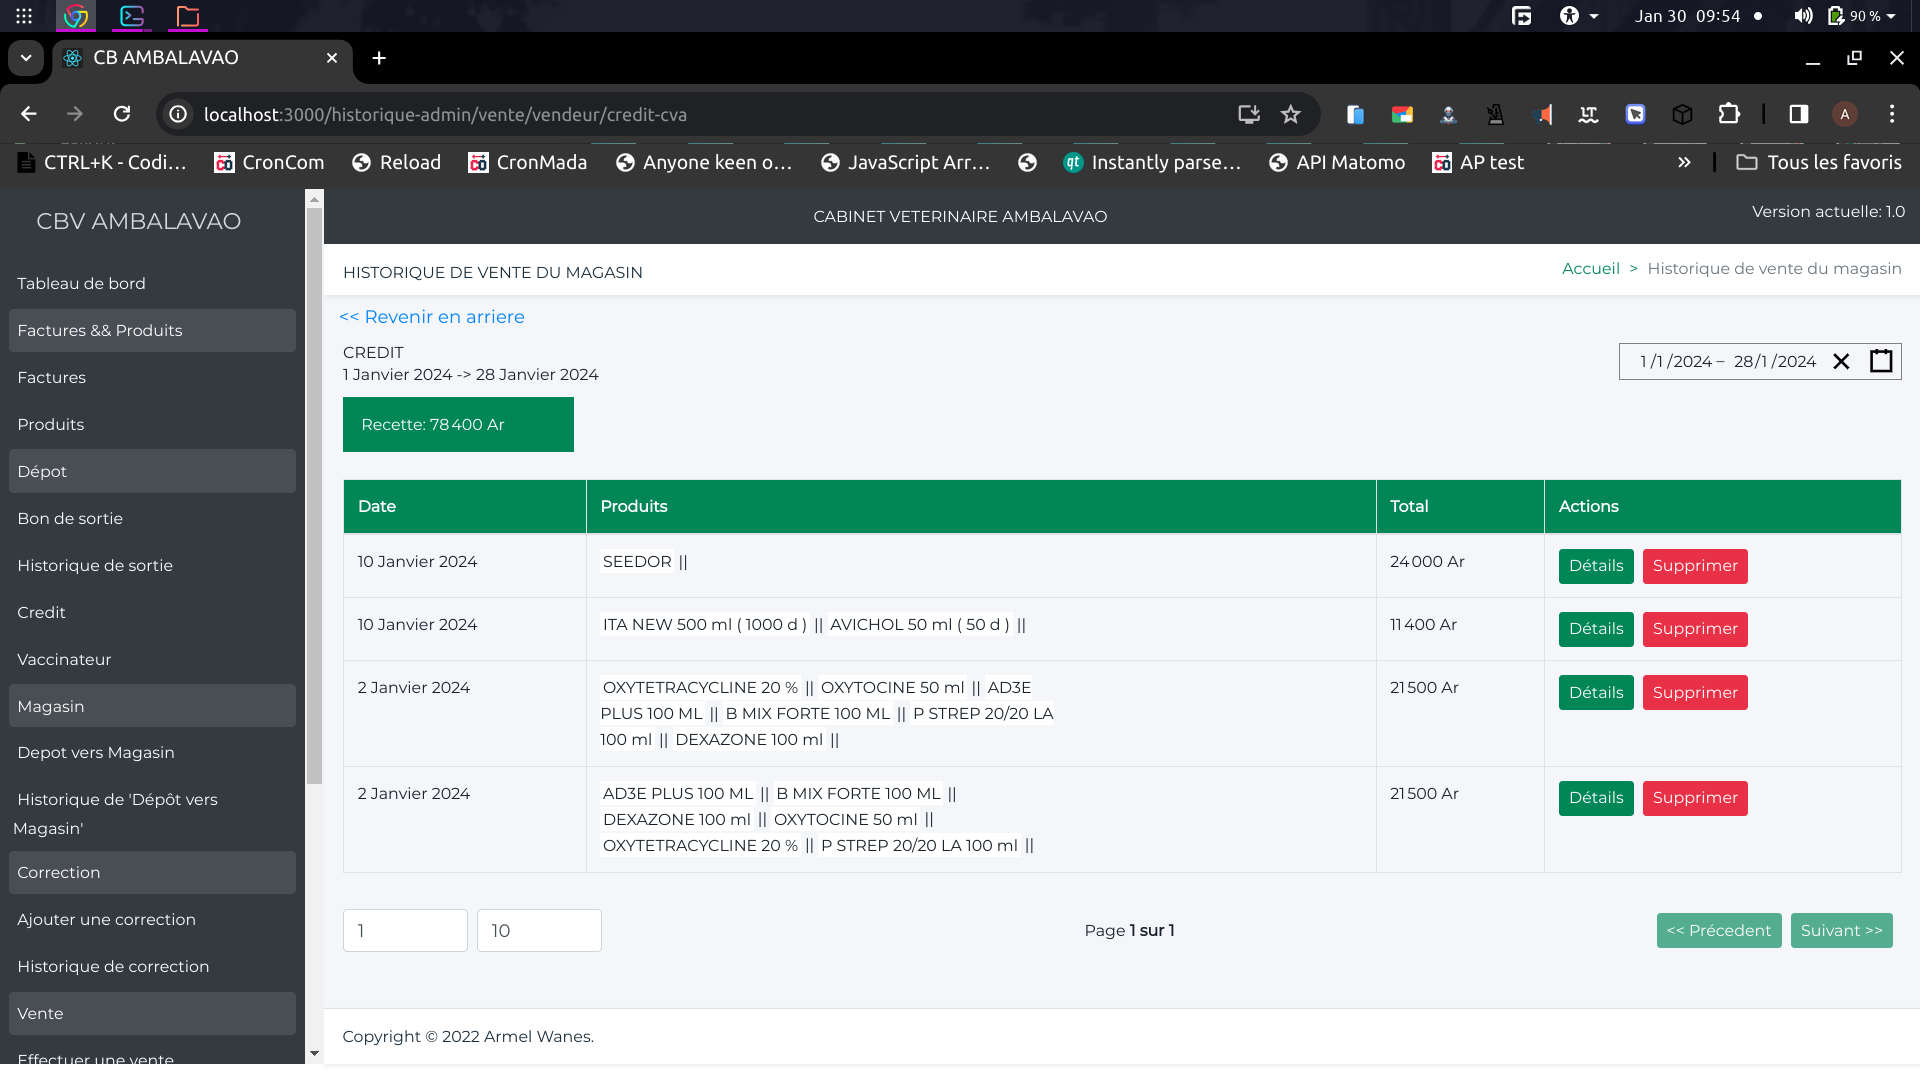 Jan 30 09:54
90 %
CB AMBALAVAO
localhost:3000/historique-admin/vente/vendeur/credit-cva
A
CTRL+K - Codi...
CronCom
Reload
CronMada
Anyone keen o...
JavaScript Arr...
Instantly parse...
API Matomo
AP test
»
Tous les favoris
CBV AMBALAVAO
Tableau de bord
Factures && Produits
Factures
Produits
Dépot
Bon de sortie
Historique de sortie
Credit
Vaccinateur
Magasin
Depot vers Magasin
Historique de 'Dépôt vers
Magasin'
Correction
Ajouter une correction
Historique de correction
Vente
Effectuer une vente
CABINET VETERINAIRE AMBALAVAO
Version actuelle: 1.0
HISTORIQUE DE VENTE DU MAGASIN
Accueil > Historique de vente du magasin
<< Revenir en arriere
CREDIT
1 Janvier 2024 -> 28 Janvier 2024
1/1/2024 – 28/1/2024
Recette: 78 400 Ar
Date Produits Total Actions
10 Janvier 2024 SEEDOR || 24 000 Ar Détails Supprimer
10 Janvier 2024 ITA NEW 500 ml ( 1000 d ) || AVICHOL 50 ml ( 50 d ) || 11 400 Ar Détails Supprimer
2 Janvier 2024 OXYTETRACYCLINE 20 % || OXYTOCINE 50 ml || AD3E 21 500 Ar Détails Supprimer
PLUS 100 ML || B MIX FORTE 100 ML || P STREP 20/20 LA
100 ml || DEXAZONE 100 ml ||
2 Janvier 2024 AD3E PLUS 100 ML || B MIX FORTE 100 ML || 21 500 Ar Détails Supprimer
DEXAZONE 100 ml || OXYTOCINE 50 ml ||
OXYTETRACYCLINE 20 % || P STREP 20/20 LA 100 ml ||
1 10 Page 1 sur 1 << Précedent Suivant >>
Copyright © 2022 Armel Wanes.